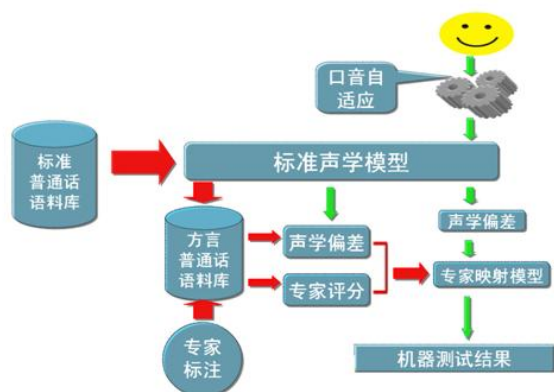 口音自
适应
标准
普通话
语料库
标准声学模型
方言
普通话
语料库
声学偏差
声学偏差
专家评分
专家映射模型
专家
标注
机器测试结果